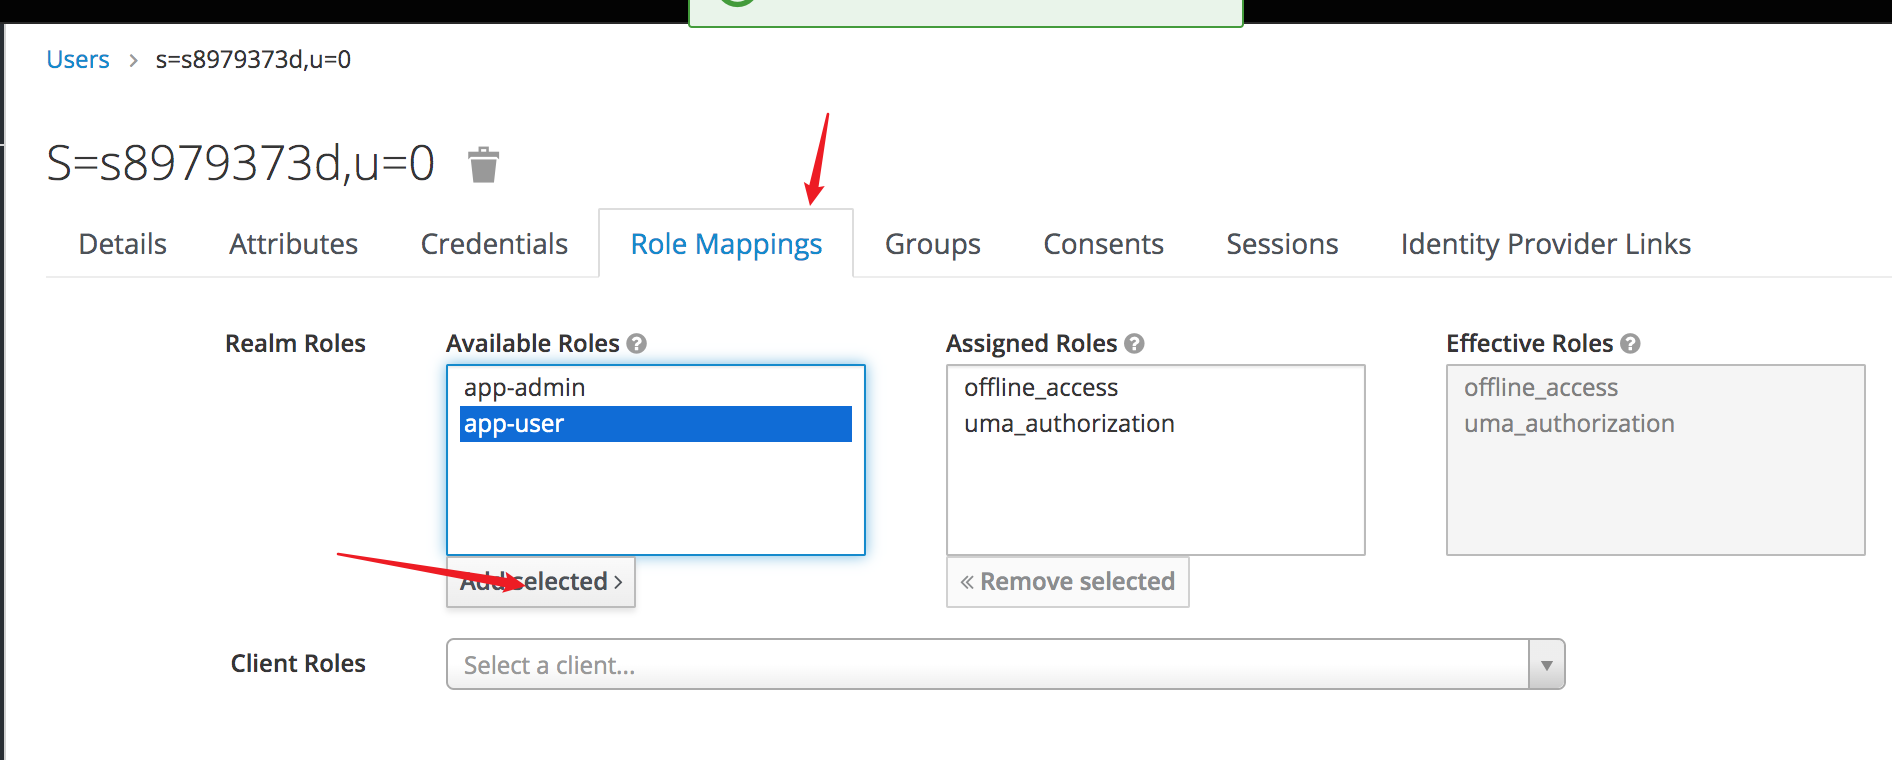 Users > s=s8979373d,u=0
S=s8979373d,u=0
Details Attributes Credentials Role Mappings Groups Consents Sessions Identity Provider Links
Realm Roles Available Roles ? Assigned Roles ? Effective Roles ?
app-admin offline_access offline_access
app-user uma_authorization uma_authorization
Add selected > « Remove selected
Client Roles Select a client...